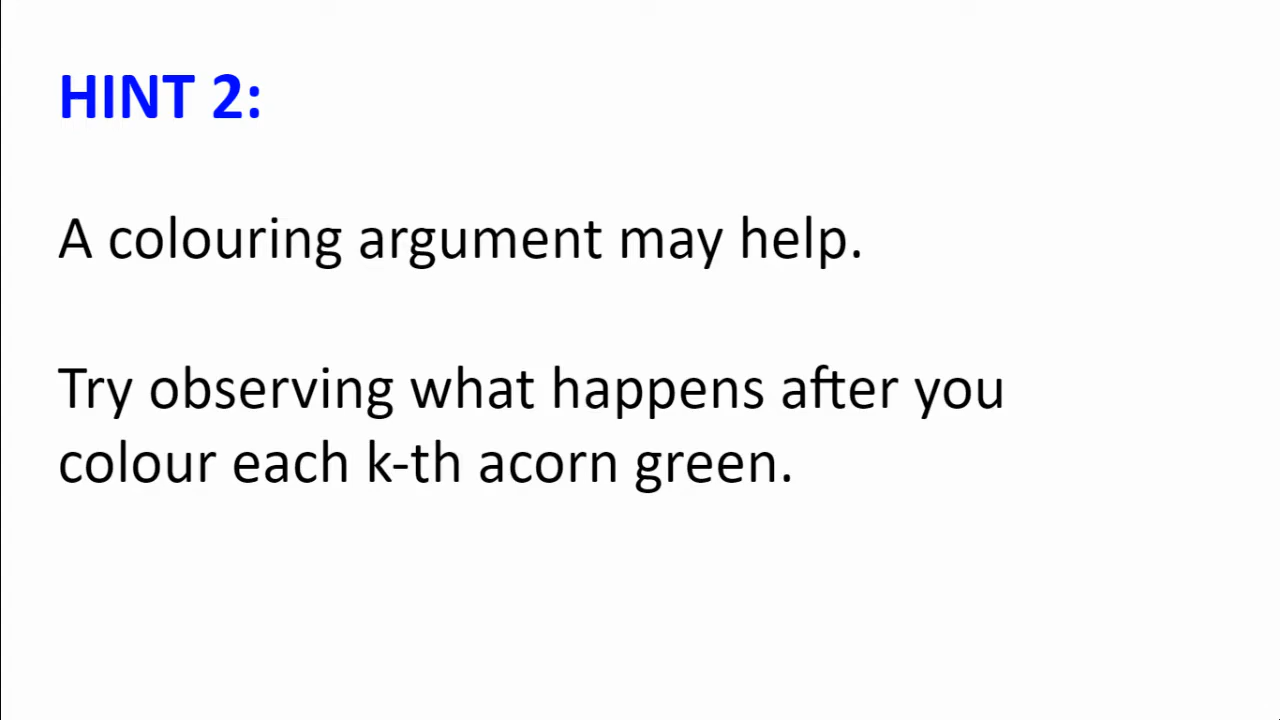 HINT 2:
A colouring argument may help.
Try observing what happens after you
colour each k-th acorn green.